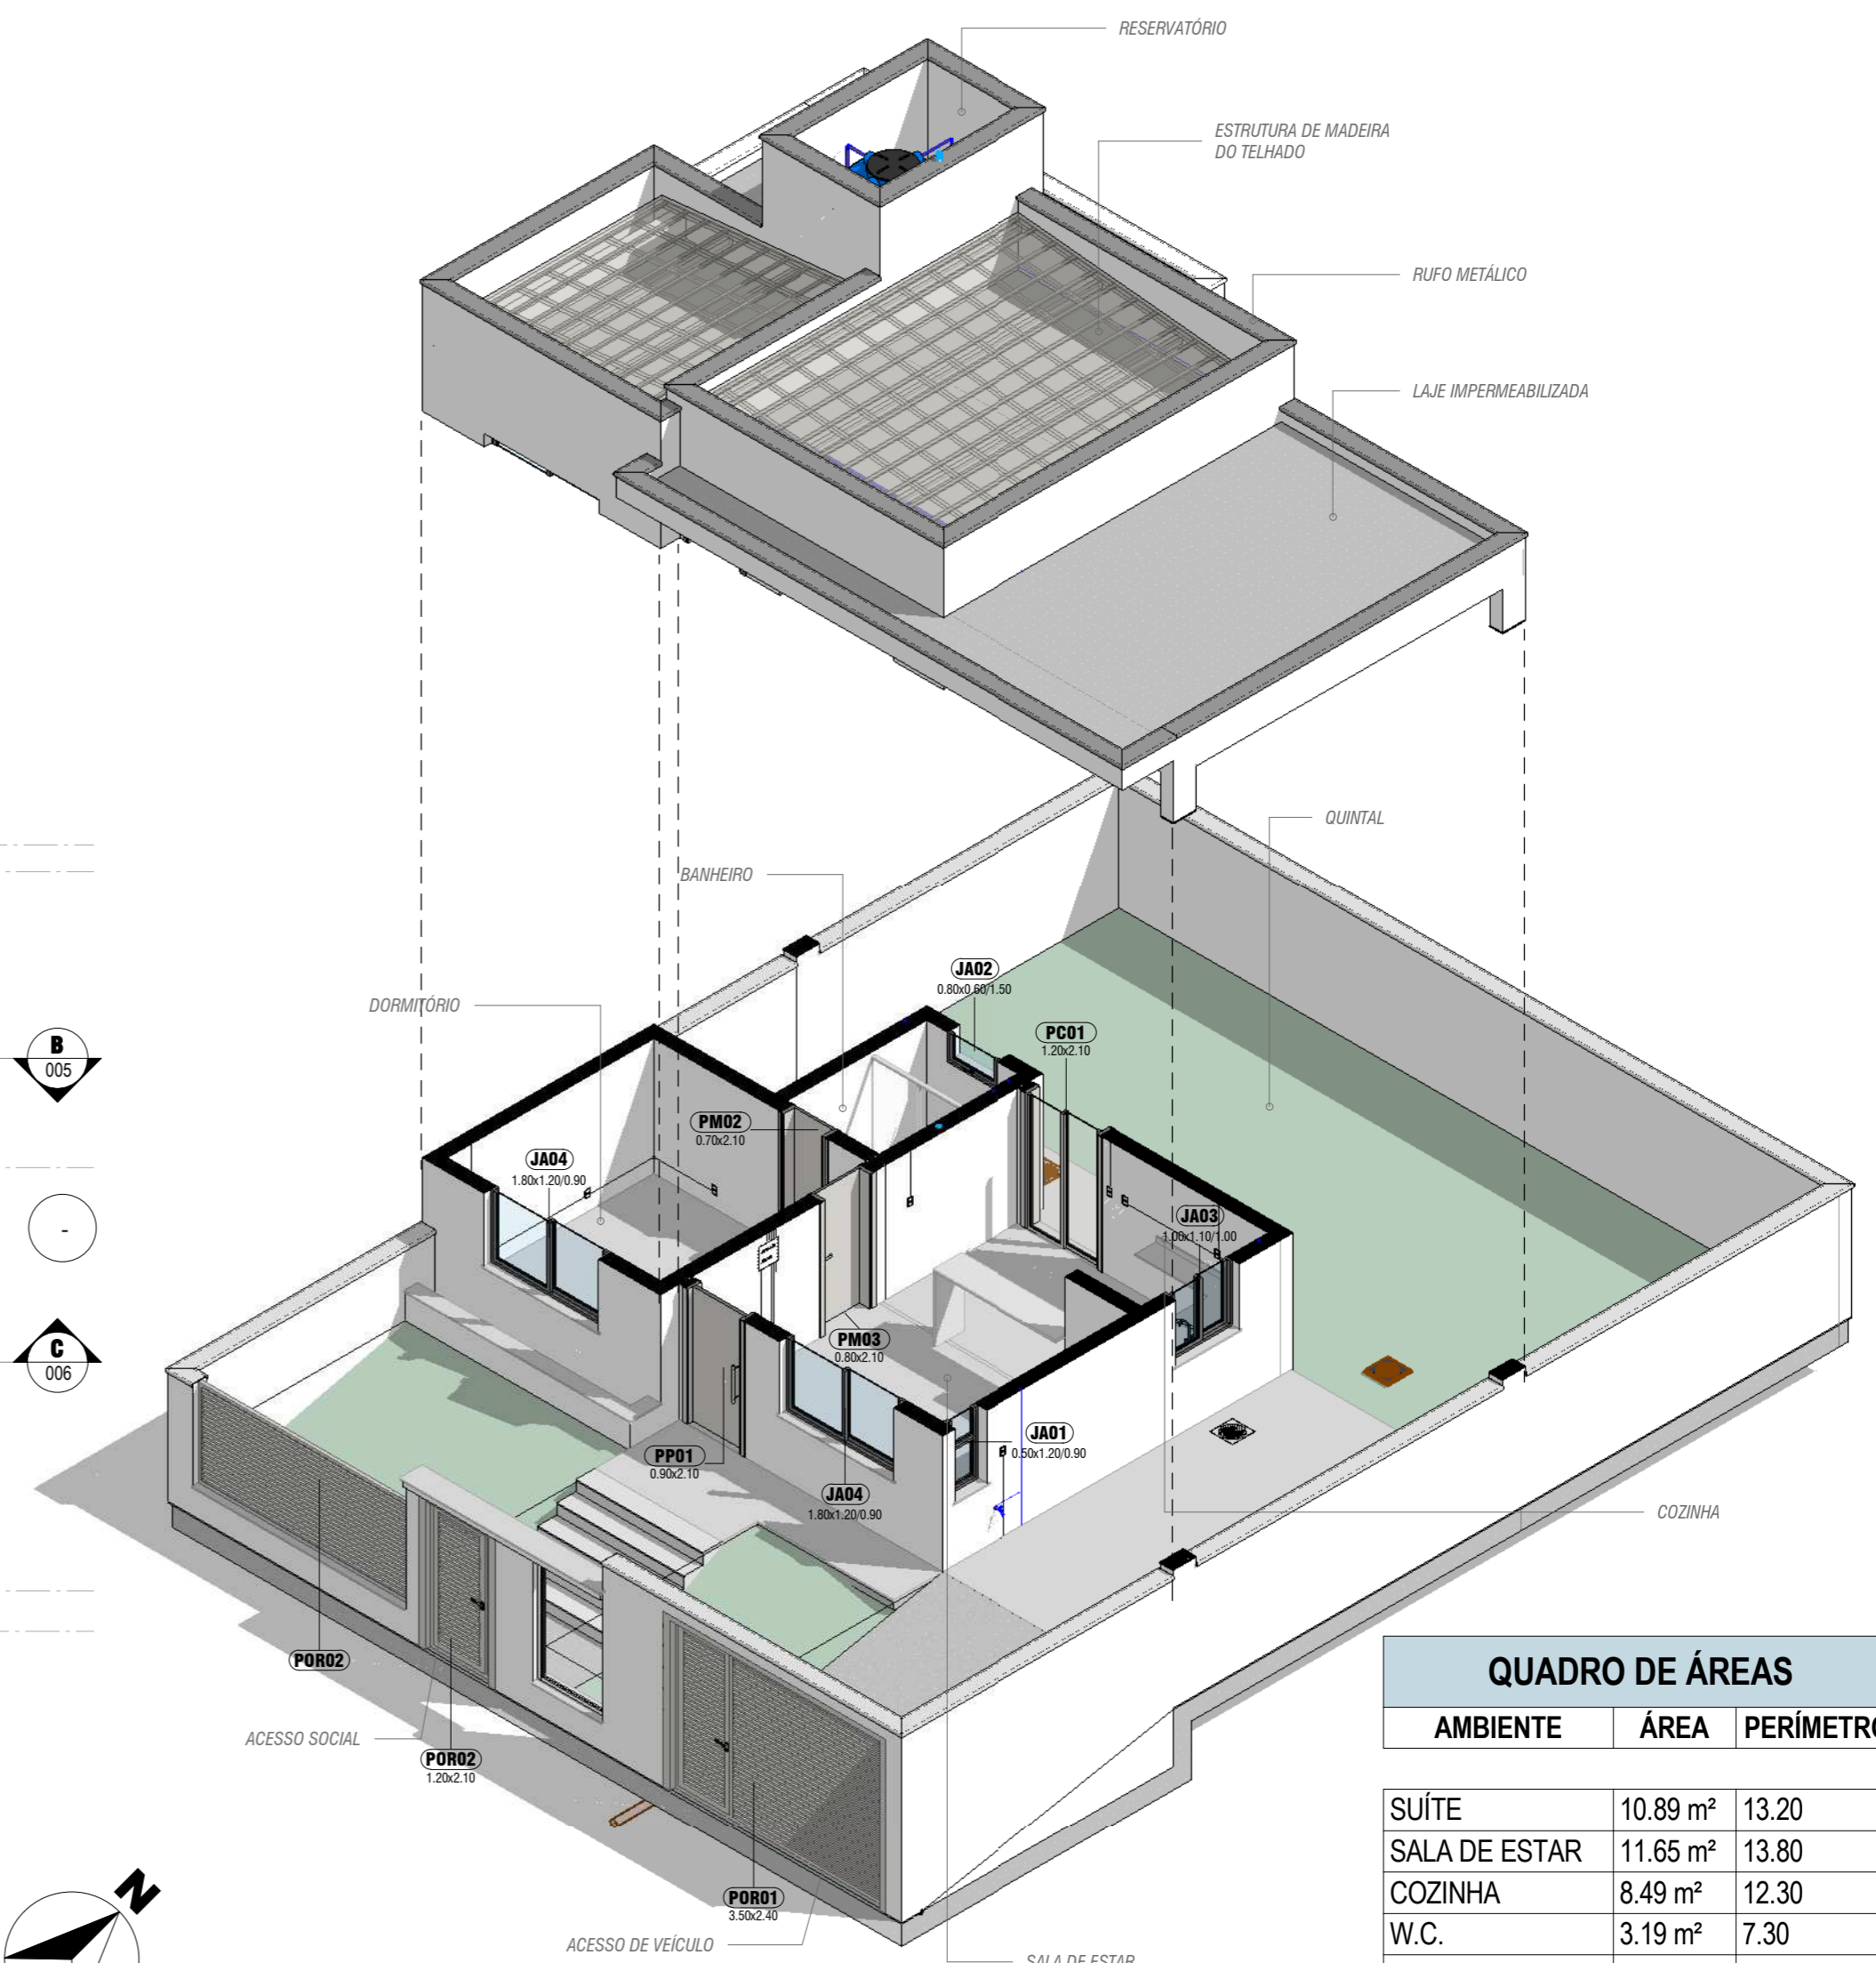 RESERVATÓRIO
ESTRUTURA DE MADEIRA
DO TELHADO
RUFO METÁLICO
LAJE IMPERMEABILIZADA
QUINTAL
BANHEIRO
DORMITÓRIO
JA02
0.80x0.60/1.50
PC01
1.20x2.10
B
005
PM02
0.70x2.10
JA04
1.80x1.20/0.90
JA03
1.00x1.10/1.00
-
C
006
PM03
0.80x2.10
PP01
0.90x2.10
JA01
0.50x1.20/0.90
JA04
1.80x1.20/0.90
COZINHA
POR02
ACESSO SOCIAL
POR02
1.20x2.10
POR01
3.50x2.40
ACESSO DE VEÍCULO
SALA DE ESTAR
N
QUADRO DE ÁREAS
AMBIENTE ÁREA PERÍMETRO
SUÍTE 10.89 m² 13.20
SALA DE ESTAR 11.65 m² 13.80
COZINHA 8.49 m² 12.30
W.C. 3.19 m² 7.30